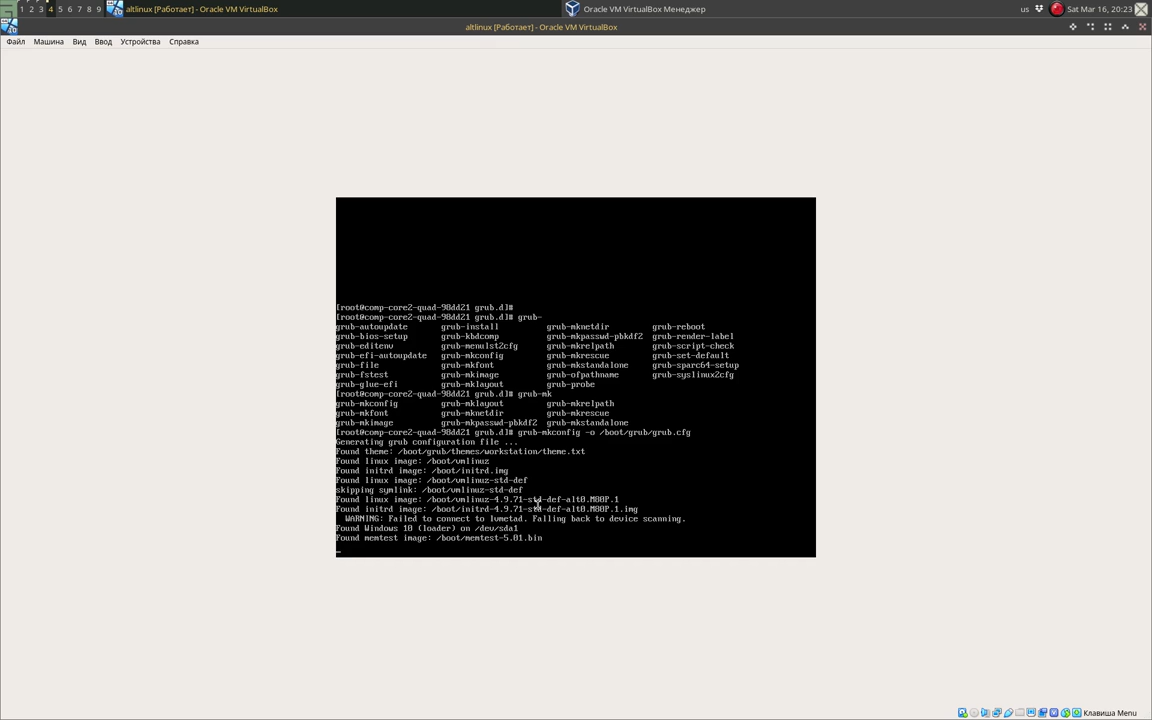 1 2 3 4 5 6 7 8 9 altlinux [Работает] - Oracle VM VirtualBox Oracle VM VirtualBox Менеджер us Sat Mar 16, 20:23
altlinux [Работает] - Oracle VM VirtualBox
Файл Машина Вид Ввод Устройства Справка
[root@comp-core2-quad-98dd21 grub.d]#
[root@comp-core2-quad-98dd21 grub.d]# grub-
grub-autoupdate grub-install grub-mknetdir grub-reboot
grub-bios-setup grub-kbdcomp grub-mkpasswd-pbkdf2 grub-render-label
grub-editenv grub-menulst2cfg grub-mkrelpath grub-script-check
grub-efi-autoupdate grub-mkconfig grub-mkrescue grub-set-default
grub-file grub-mkfont grub-mkstandalone grub-sparc64-setup
grub-fstest grub-mkimage grub-ofpathname grub-syslinux2cfg
grub-glue-efi grub-mklayout grub-probe
[root@comp-core2-quad-98dd21 grub.d]# grub-mk
grub-mkconfig grub-mklayout grub-mkrelpath
grub-mkfont grub-mknetdir grub-mkrescue
grub-mkimage grub-mkpasswd-pbkdf2 grub-mkstandalone
[root@comp-core2-quad-98dd21 grub.d]# grub-mkconfig -o /boot/grub/grub.cfg
Generating grub configuration file ...
Found theme: /boot/grub/themes/workstation/theme.txt
Found linux image: /boot/vmlinuz
Found initrd image: /boot/initrd.img
Found linux image: /boot/vmlinuz-std-def
skipping symlink: /boot/vmlinuz-std-def
Found linux image: /boot/vmlinuz-4.9.71-std-def-alt0.M80P.1
Found initrd image: /boot/initrd-4.9.71-std-def-alt0.M80P.1.img
WARNING: Failed to connect to lvmetad. Falling back to device scanning.
Found Windows 10 (loader) on /dev/sda1
Found memtest image: /boot/memtest-5.01.bin
Клавиша Menu